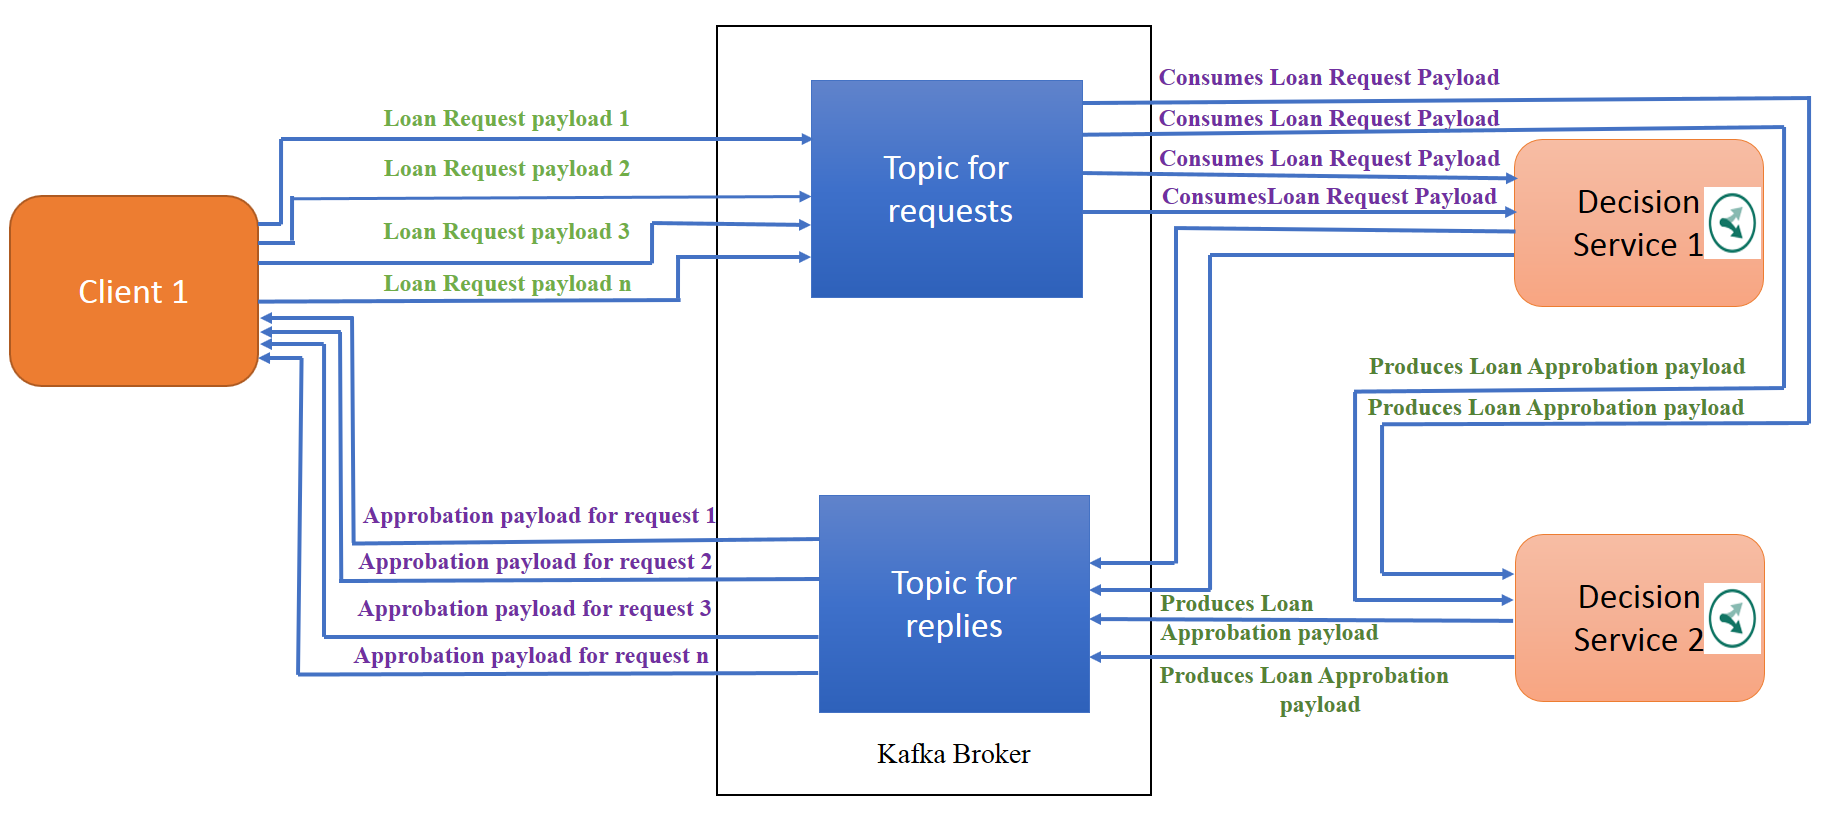 Loan Request payload 1
Loan Request payload 2
Loan Request payload 3
Loan Request payload n
Client 1
Topic for
requests
Consumes Loan Request Payload
Consumes Loan Request Payload
Consumes Loan Request Payload
ConsumesLoan Request Payload
Decision
Service 1
Produces Loan Approbation payload
Produces Loan Approbation payload
Approbation payload for request 1
Approbation payload for request 2
Approbation payload for request 3
Approbation payload for request n
Topic for
replies
Produces Loan
Approbation payload
Produces Loan Approbation
payload
Decision
Service 2
Kafka Broker